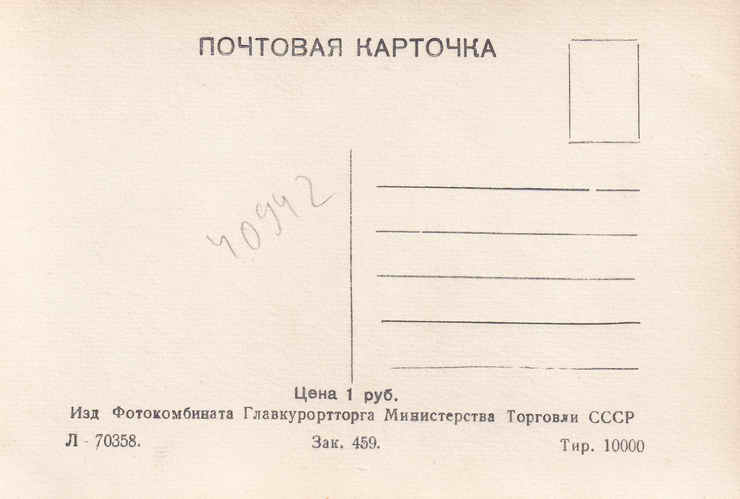 ПОЧТОВАЯ КАРТОЧКА
40942
Цена 1 руб.
Изд Фотокомбината Главкурортторга Министерства Торговли СССР
Л - 70358. Зак. 459. Тир. 10000